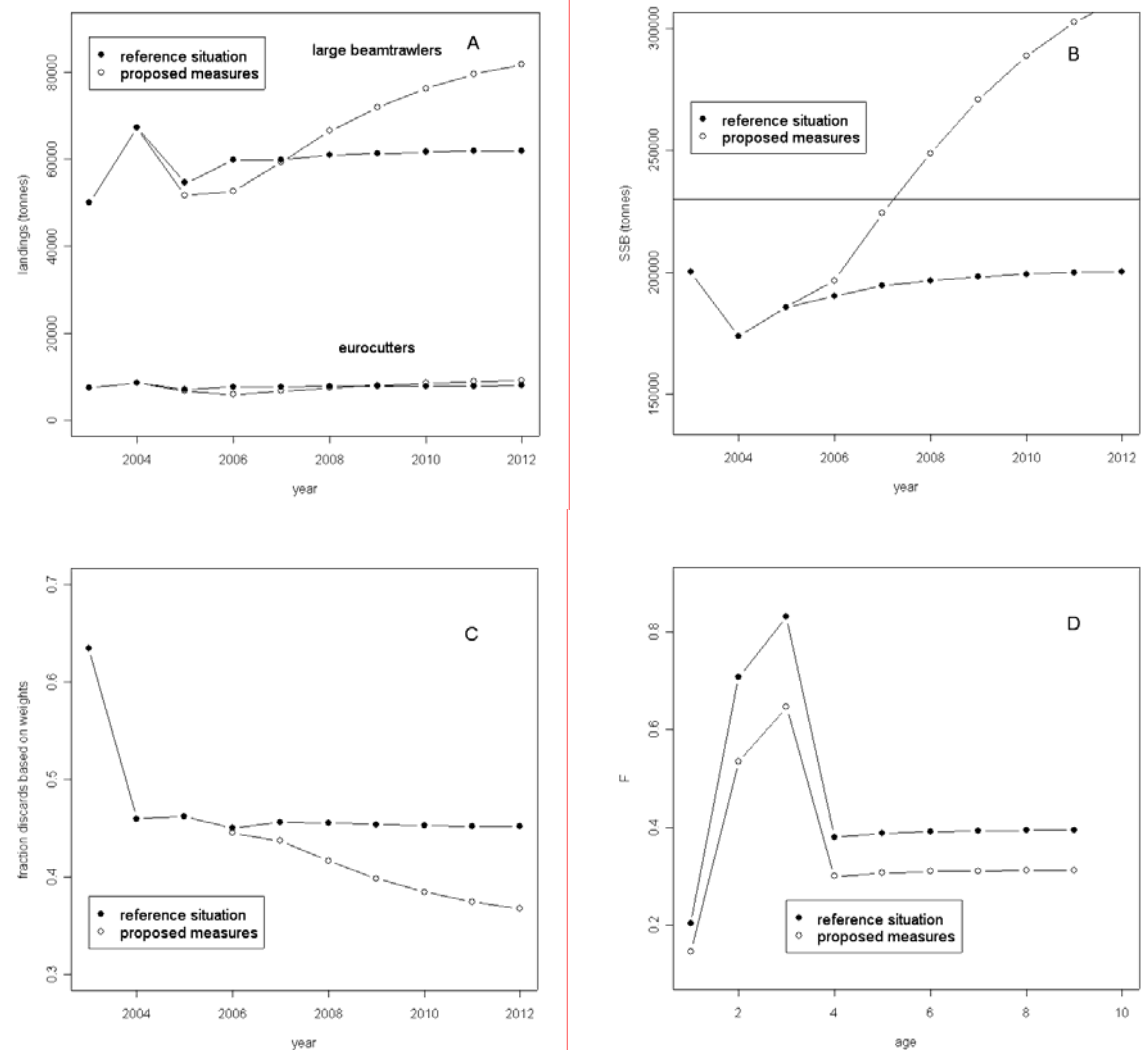 A
large beamtrawlers
reference situation
proposed measures
eurocutters
landings (tonnes)
0
20000
40000
60000
80000
2004
2006
2008
2010
2012
year
B
reference situation
proposed measures
SSB (tonnes)
150000
200000
250000
300000
2004
2006
2008
2010
2012
year
C
reference situation
proposed measures
fraction discards based on weights
0.3
0.4
0.5
0.6
0.7
2004
2006
2008
2010
2012
year
D
reference situation
proposed measures
F
0.2
0.4
0.6
0.8
2
4
6
8
10
age